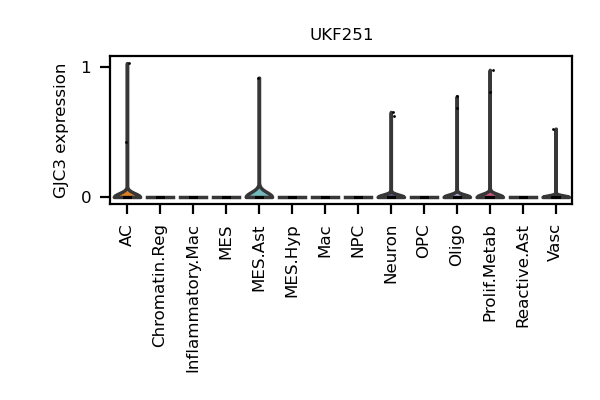 UKF251
GJC3 expression
1
0
AC
Chromatin.Reg
Inflammatory.Mac
MES
MES.Ast
MES.Hyp
Mac
NPC
Neuron
OPC
Oligo
Prolif.Metab
Reactive.Ast
Vasc